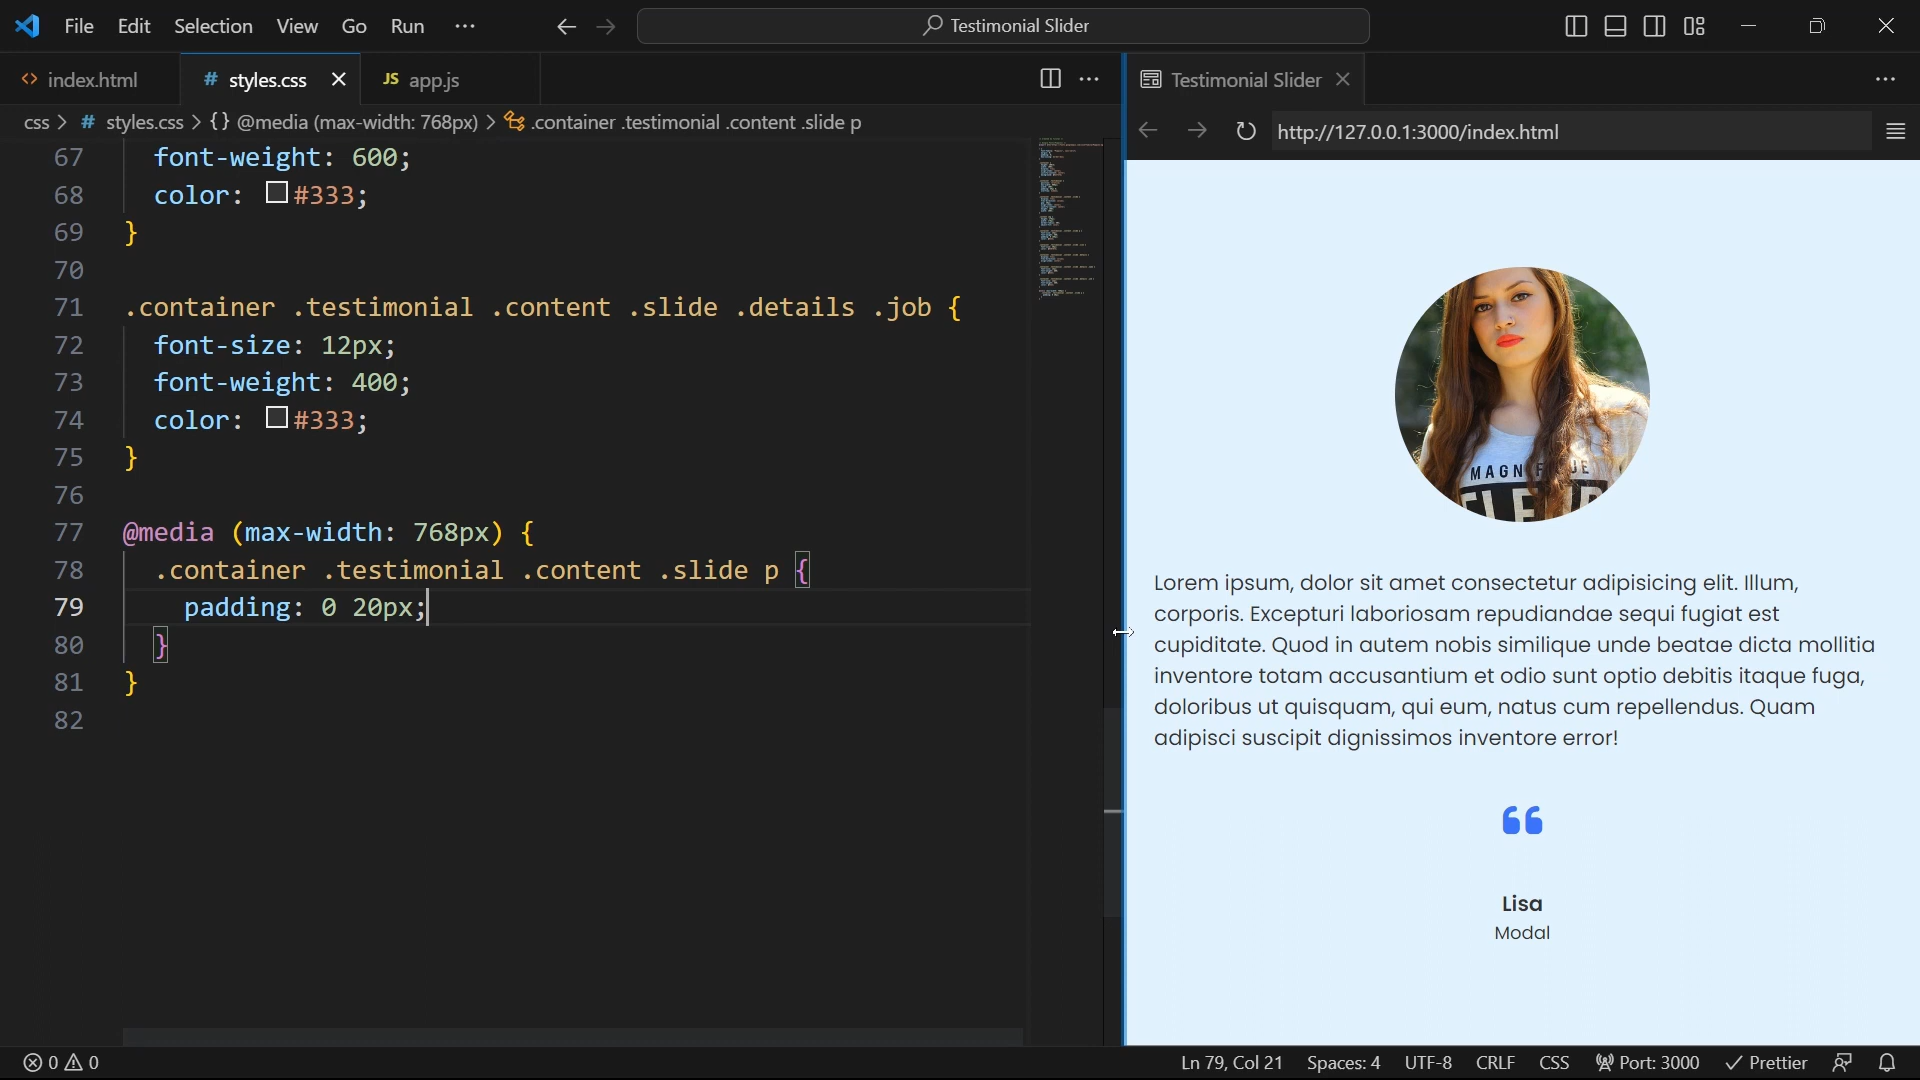 File Edit Selection View Go Run ··· Testimonial Slider
index.html # styles.css JS app.js ··· Testimonial Slider ···
css > # styles.css > {} @media (max-width: 768px) > .container .testimonial .content .slide p
http://127.0.0.1:3000/index.html
67 font-weight: 600;
68 color: #333;
69 }
70
71 .container .testimonial .content .slide .details .job {
72 font-size: 12px;
73 font-weight: 400;
74 color: #333;
75 }
76
77 @media (max-width: 768px) {
78 .container .testimonial .content .slide p {
79 padding: 0 20px;
80 }
81 }
82
Lorem ipsum, dolor sit amet consectetur adipisicing elit. Illum,
corporis. Excepturi laboriosam repudiandae sequi fugiat est
cupiditate. Quod in autem nobis similique unde beatae dicta mollitia
inventore totam accusantium et odio sunt optio debitis itaque fuga,
doloribus ut quisquam, qui eum, natus cum repellendus. Quam
adipisci suscipit dignissimos inventore error!
Lisa
Modal
0 0 Ln 79, Col 21 Spaces: 4 UTF-8 CRLF CSS Port: 3000 Prettier